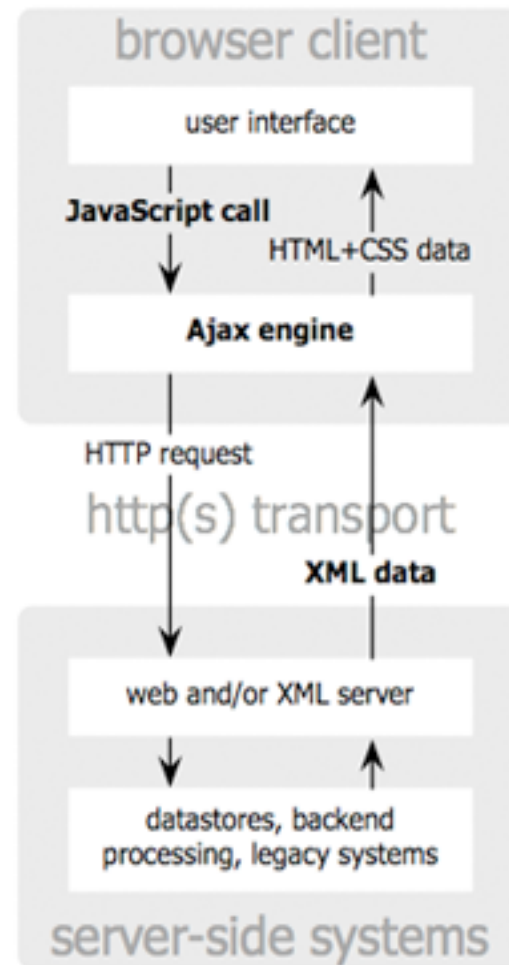 browser client
user interface
JavaScript call
HTML+CSS data
Ajax engine
HTTP request
http(s) transport
XML data
web and/or XML server
datastores, backend
processing, legacy systems
server-side systems